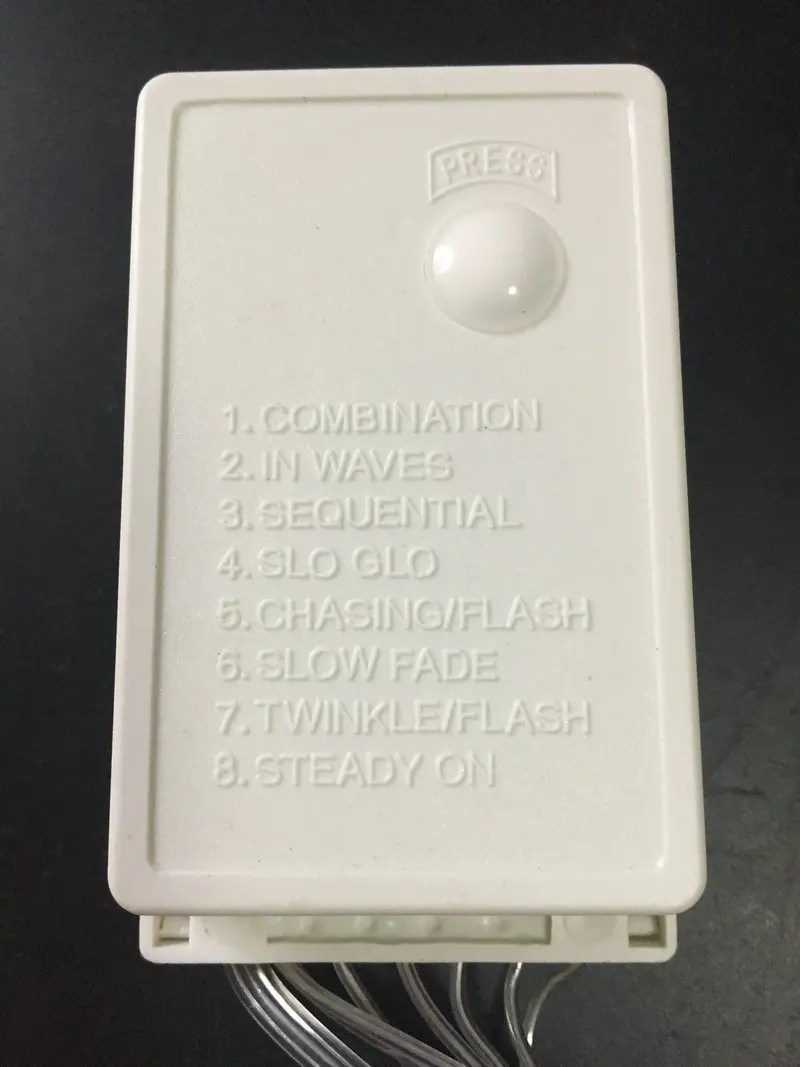 PRESS
1. COMBINATION
2. IN WAVES
3. SEQUENTIAL
4. SLO GLO
5. CHASING/FLASH
6. SLOW FADE
7. TWINKLE/FLASH
8. STEADY ON